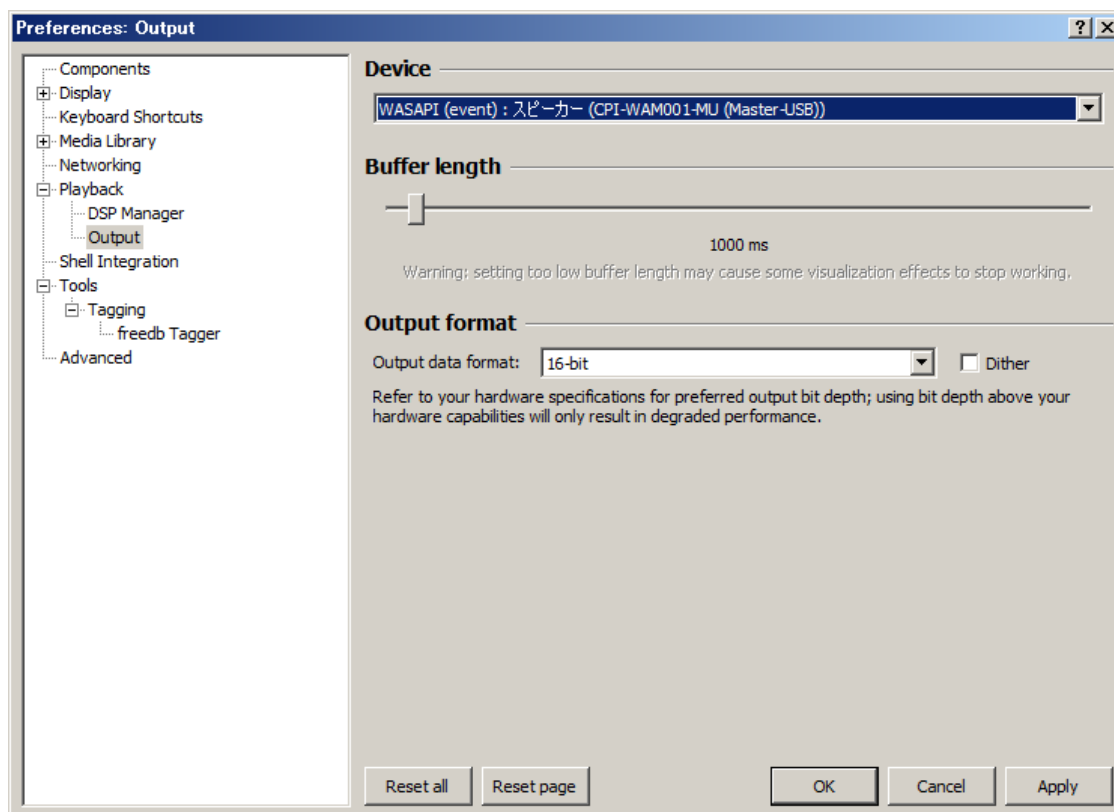 Preferences: Output
Components
Display
Keyboard Shortcuts
Media Library
Networking
Playback
DSP Manager
Output
Shell Integration
Tools
Tagging
freedb Tagger
Advanced
Device
WASAPI (event) : スピーカー (CPI-WAM001-MU (Master-USB))
Buffer length
1000 ms
Warning: setting too low buffer length may cause some visualization effects to stop working.
Output format
Output data format: 16-bit Dither
Refer to your hardware specifications for preferred output bit depth; using bit depth above your
hardware capabilities will only result in degraded performance.
Reset all Reset page OK Cancel Apply